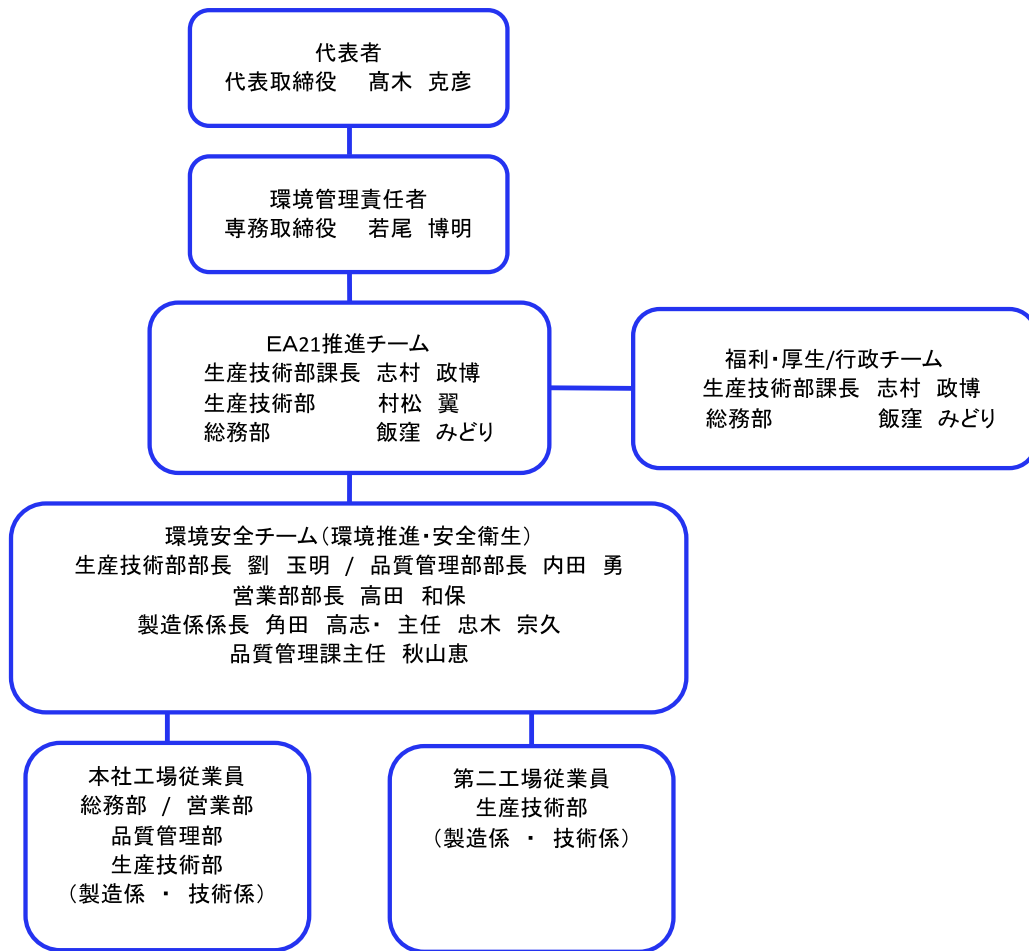 代表者
代表取締役　髙木 克彦
環境管理責任者
専務取締役　若尾 博明
EA21推進チーム
生産技術部課長 志村 政博
生産技術部　村松 翼
総務部　飯窪 みどり
福利・厚生/行政チーム
生産技術部課長 志村 政博
総務部　飯窪 みどり
環境安全チーム(環境推進・安全衛生)
生産技術部部長 劉 玉明 / 品質管理部部長 内田 勇
営業部部長 高田 和保
製造係係長 角田 高志・ 主任 忠木 宗久
品質管理課主任 秋山恵
本社工場従業員
総務部 / 営業部
品質管理部
生産技術部
(製造係 ・ 技術係)
第二工場従業員
生産技術部
(製造係 ・ 技術係)